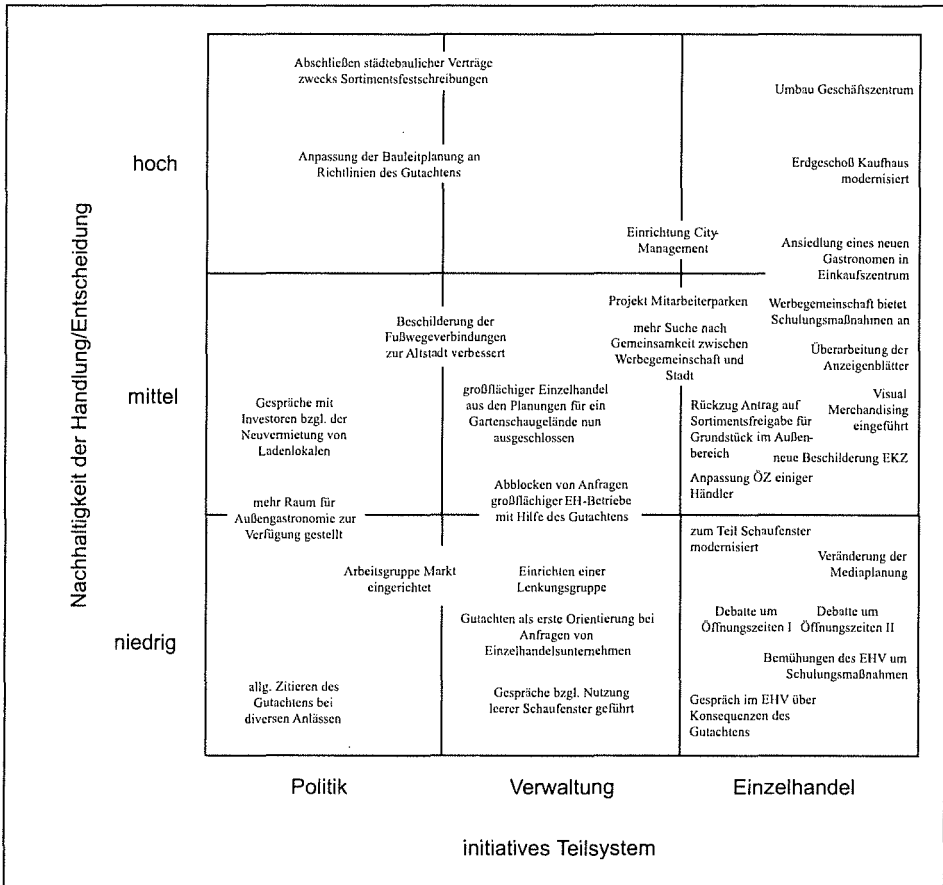 Nachhaltigkeit der Handlung/Entscheidung
hoch
Abschließen städtebaulicher Verträge
zwecks Sortimentsfestschreibungen
Umbau Geschäftszentrum
Anpassung der Bauleitplanung an
Richtlinien des Gutachtens
Erdgeschoß Kaufhaus
modernisiert
Einrichtung City-
Management
Ansiedlung eines neuen
Gastronomen in
Einkaufszentrum
mittel
Beschilderung der
Fußwegeverbindungen
zur Altstadt verbessert
Projekt Mitarbeiterparken
mehr Suche nach
Gemeinsamkeit zwischen
Werbegemeinschaft und
Stadt
Werbegemeinschaft bietet
Schulungsmaßnahmen an
Überarbeitung der
Anzeigenblätter
Gespräche mit
Investoren bzgl. der
Neuvermietung von
Ladenlokalen
großflächiger Einzelhandel
aus den Planungen für ein
Gartenschaugelände nun
ausgeschlossen
Visual
Merchandising
eingeführt
Rückzug Antrag auf
Sortimentsfreigabe für
Grundstück im Außen-
bereich
neue Beschilderung EKZ
Anpassung ÖZ einiger
Händler
mehr Raum für
Außengastronomie zur
Verfügung gestellt
Abblocken von Anfragen
großflächiger EH-Betriebe
mit Hilfe des Gutachtens
niedrig
zum Teil Schaufenster
modernisiert
Veränderung der
Mediaplanung
Arbeitsgruppe Markt
eingerichtet
Einrichten einer
Lenkungsgruppe
Debatte um
Öffnungszeiten I
Debatte um
Öffnungszeiten II
Gutachten als erste Orientierung bei
Anfragen von
Einzelhandelsunternehmen
Bemühungen des EHV um
Schulungsmaßnahmen
allg. Zitieren des
Gutachtens bei
diversen Anlässen
Gespräche bzgl. Nutzung
leerer Schaufenster geführt
Gespräch im EHV über
Konsequenzen des
Gutachtens
Politik
Verwaltung
Einzelhandel
initiatives Teilsystem